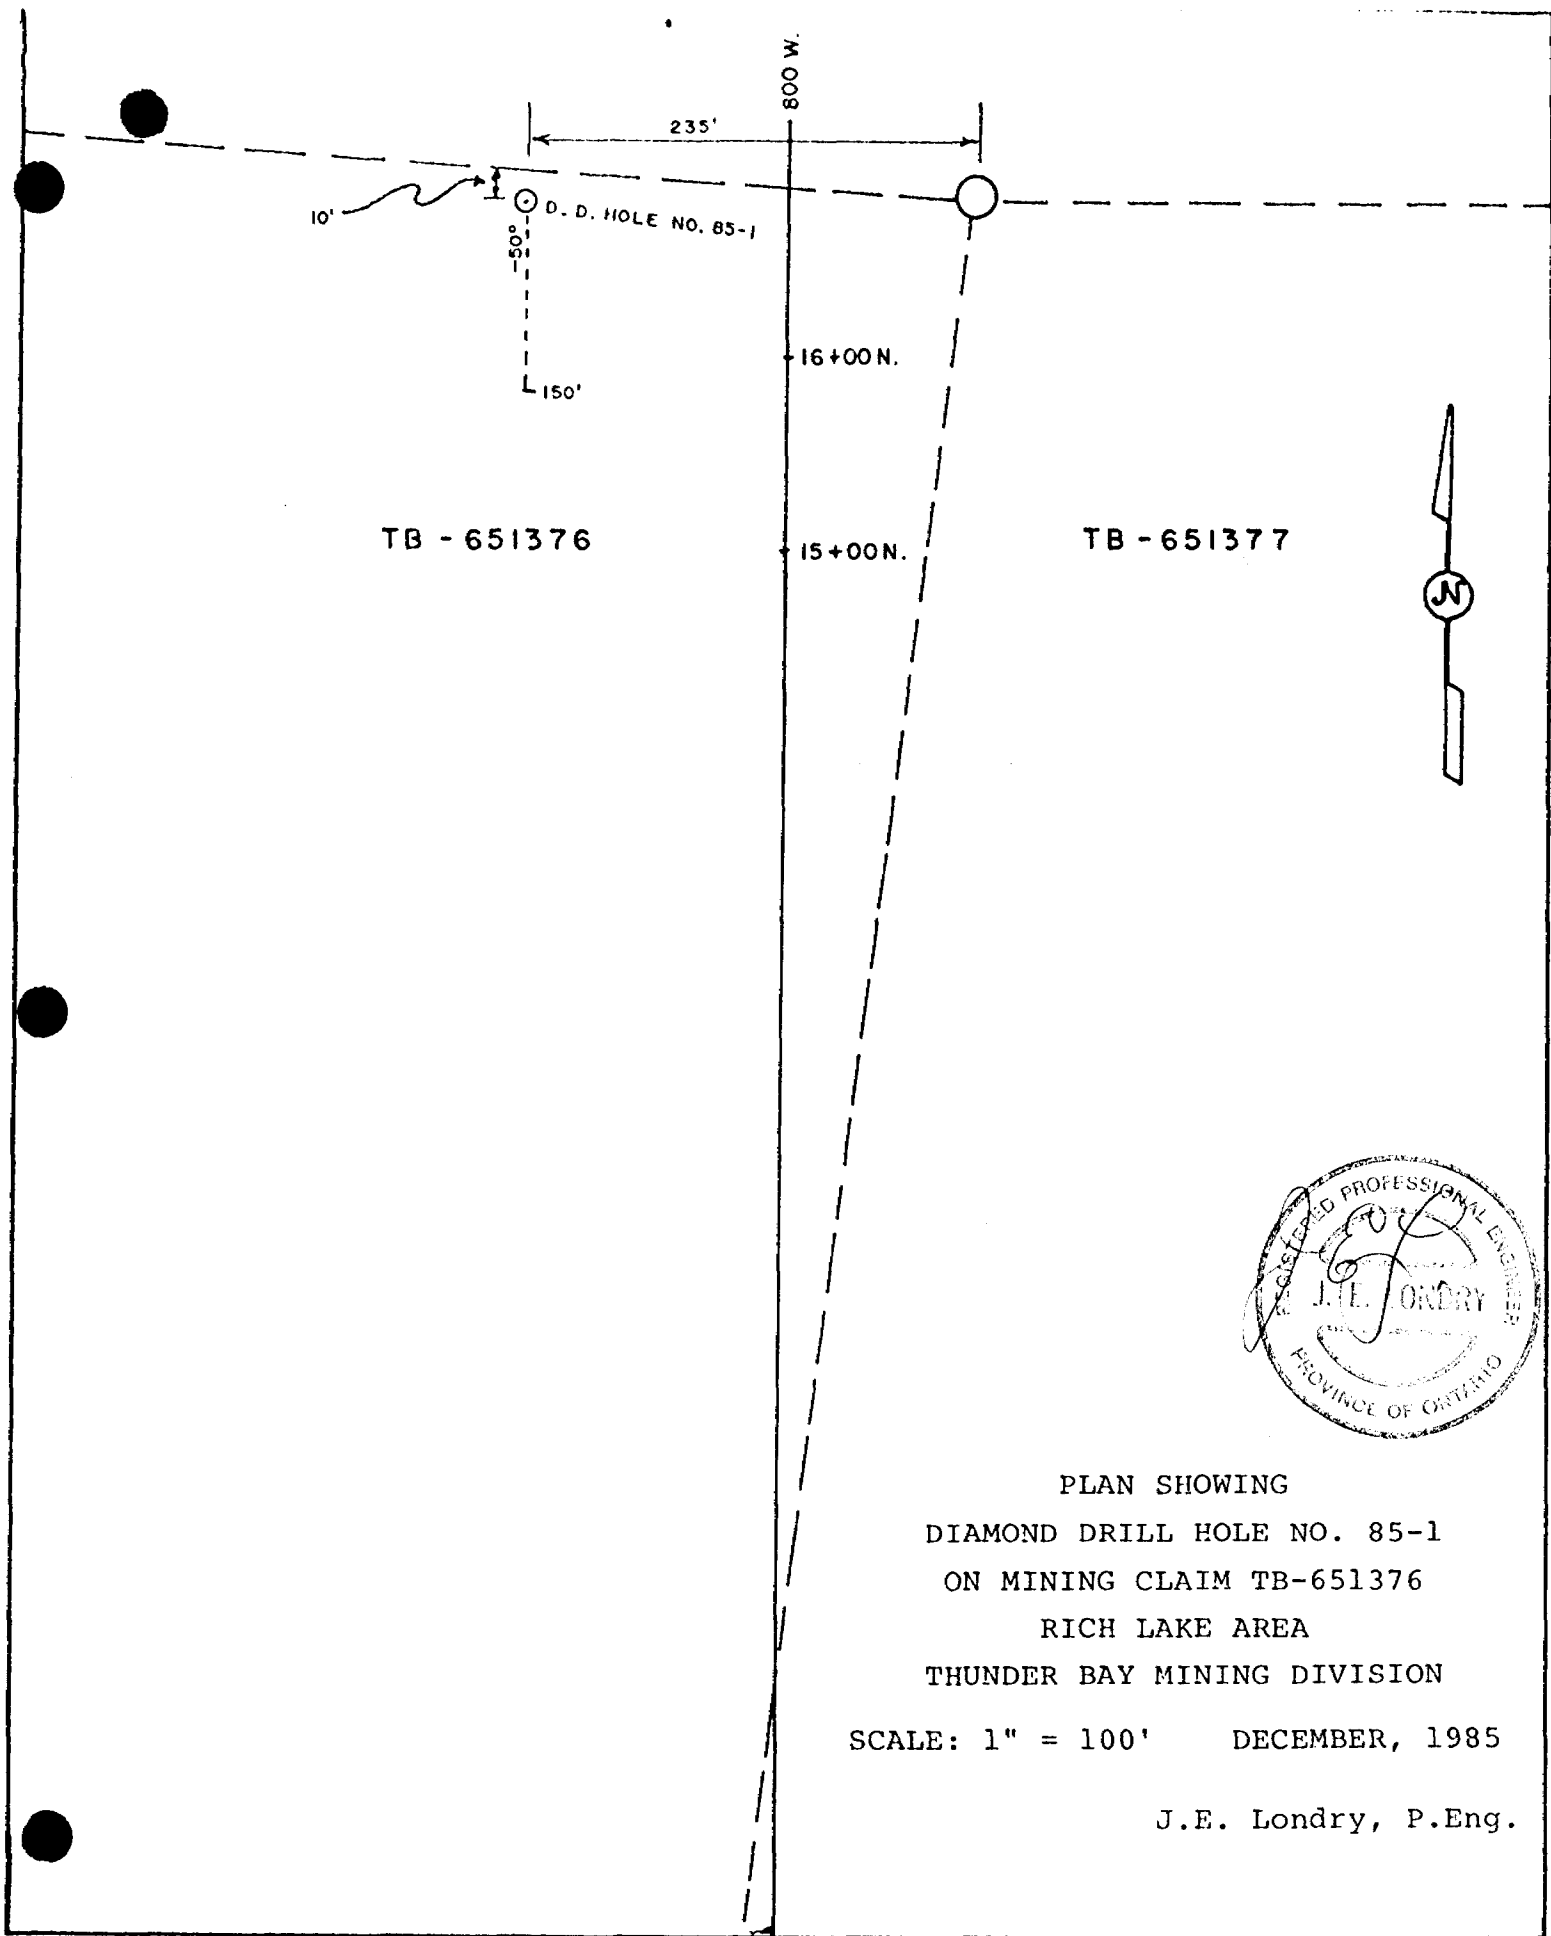 800 W.
235'
10'
D. D. HOLE NO. 85-1
-50°
16+00 N.
150'
TB - 651376
15+00 N.
TB - 651377
N
REGISTERED PROFESSIONAL ENGINEER
J. E. LONDRY
PROVINCE OF ONTARIO
PLAN SHOWING
DIAMOND DRILL HOLE NO. 85-1
ON MINING CLAIM TB-651376
RICH LAKE AREA
THUNDER BAY MINING DIVISION
SCALE: 1" = 100' DECEMBER, 1985
J.E. Londry, P.Eng.